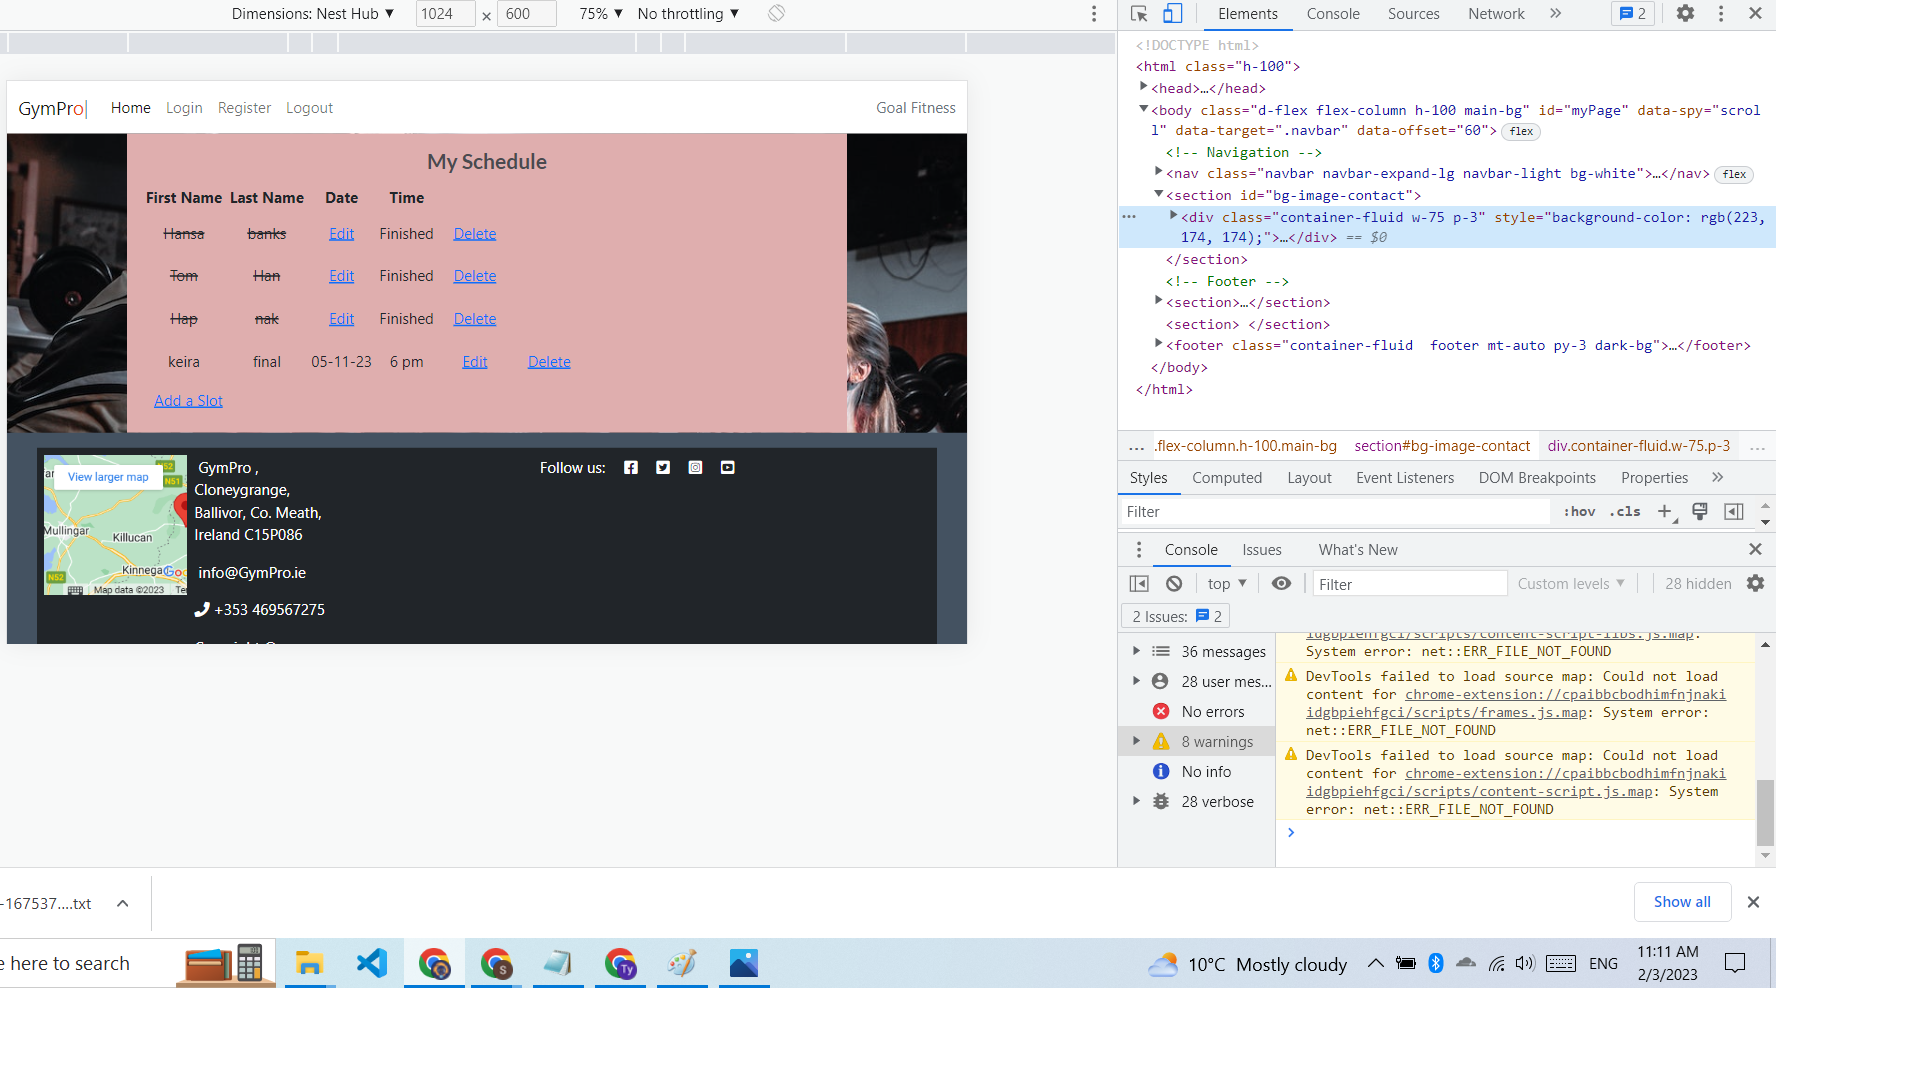 Dimensions: Nest Hub ▼ 1024 × 600 75% ▼ No throttling ▼
GymPro| Home Login Register Logout Goal Fitness
My Schedule
First Name Last Name Date Time
Hansa banks Edit Finished Delete
Tom Han Edit Finished Delete
Hap nak Edit Finished Delete
keira final 05-11-23 6 pm Edit Delete
Add a Slot
View larger map
N52
N51
Mullingar
Killucan
Kinnega
N52
Map data ©2023
GymPro ,
Cloneygrange,
Ballivor, Co. Meath,
Ireland C15P086
info@GymPro.ie
+353 469567275
Follow us:
Elements Console Sources Network » 2
<!DOCTYPE html>
<html class="h-100">
<head>…</head>
<body class="d-flex flex-column h-100 main-bg" id="myPage" data-spy="scrol
l" data-target=".navbar" data-offset="60"> flex
<!-- Navigation -->
<nav class="navbar navbar-expand-lg navbar-light bg-white">…</nav> flex
<section id="bg-image-contact">
<div class="container-fluid w-75 p-3" style="background-color: rgb(223,
174, 174);">…</div> == $0
</section>
<!-- Footer -->
<section>…</section>
<section> </section>
<footer class="container-fluid  footer mt-auto py-3 dark-bg">…</footer>
</body>
</html>
… .flex-column.h-100.main-bg section#bg-image-contact div.container-fluid.w-75.p-3 …
Styles Computed Layout Event Listeners DOM Breakpoints Properties »
Filter :hov .cls +
Console Issues What's New
top ▼ Filter Custom levels ▼ 28 hidden
2 Issues: 2
36 messages
28 user mes...
No errors
8 warnings
No info
28 verbose
idgbpiehfgci/scripts/content-script-libs.js.map:
System error: net::ERR_FILE_NOT_FOUND
DevTools failed to load source map: Could not load
content for chrome-extension://cpaibbcbodhimfnjnaki
idgbpiehfgci/scripts/frames.js.map: System error:
net::ERR_FILE_NOT_FOUND
DevTools failed to load source map: Could not load
content for chrome-extension://cpaibbcbodhimfnjnaki
idgbpiehfgci/scripts/content-script.js.map: System
error: net::ERR_FILE_NOT_FOUND
-167537....txt Show all
e here to search
S
Ty
10°C Mostly cloudy ENG
11:11 AM
2/3/2023